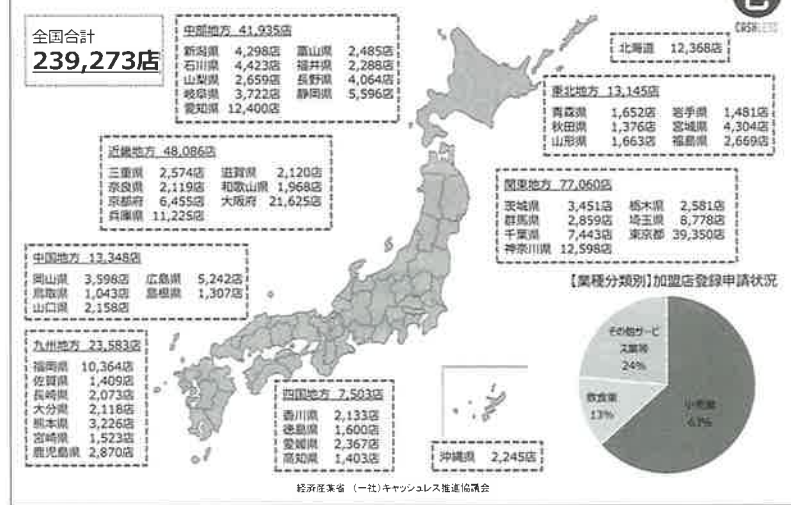 全国合計
239,273店
中部地方 41,935店
新潟県 4,298店 富山県 2,485店
石川県 4,423店 福井県 2,288店
山梨県 2,659店 長野県 4,064店
岐阜県 3,722店 静岡県 5,596店
愛知県 12,400店
CASHLESS
北海道 12,368店
東北地方 13,145店
青森県 1,652店 岩手県 1,481店
秋田県 1,376店 宮城県 4,304店
山形県 1,663店 福島県 2,669店
近畿地方 48,086店
三重県 2,574店 滋賀県 2,120店
奈良県 2,119店 和歌山県 1,968店
京都府 6,455店 大阪府 21,625店
兵庫県 11,225店
関東地方 77,060店
茨城県 3,451店 栃木県 2,581店
群馬県 2,859店 埼玉県 8,778店
千葉県 7,443店 東京都 39,350店
神奈川県 12,598店
中国地方 13,348店
岡山県 3,598店 広島県 5,242店
鳥取県 1,043店 島根県 1,307店
山口県 2,158店
【業種分類別】加盟店登録申請状況
その他サービ
ス業等
24%
飲食業
13%
小売業
63%
九州地方 23,583店
福岡県 10,364店
佐賀県 1,409店
長崎県 2,073店
大分県 2,118店
熊本県 3,226店
宮崎県 1,523店
鹿児島県 2,870店
四国地方 7,503店
香川県 2,133店
徳島県 1,600店
愛媛県 2,367店
高知県 1,403店
沖縄県 2,245店
経済産業省 (一社)キャッシュレス推進協議会